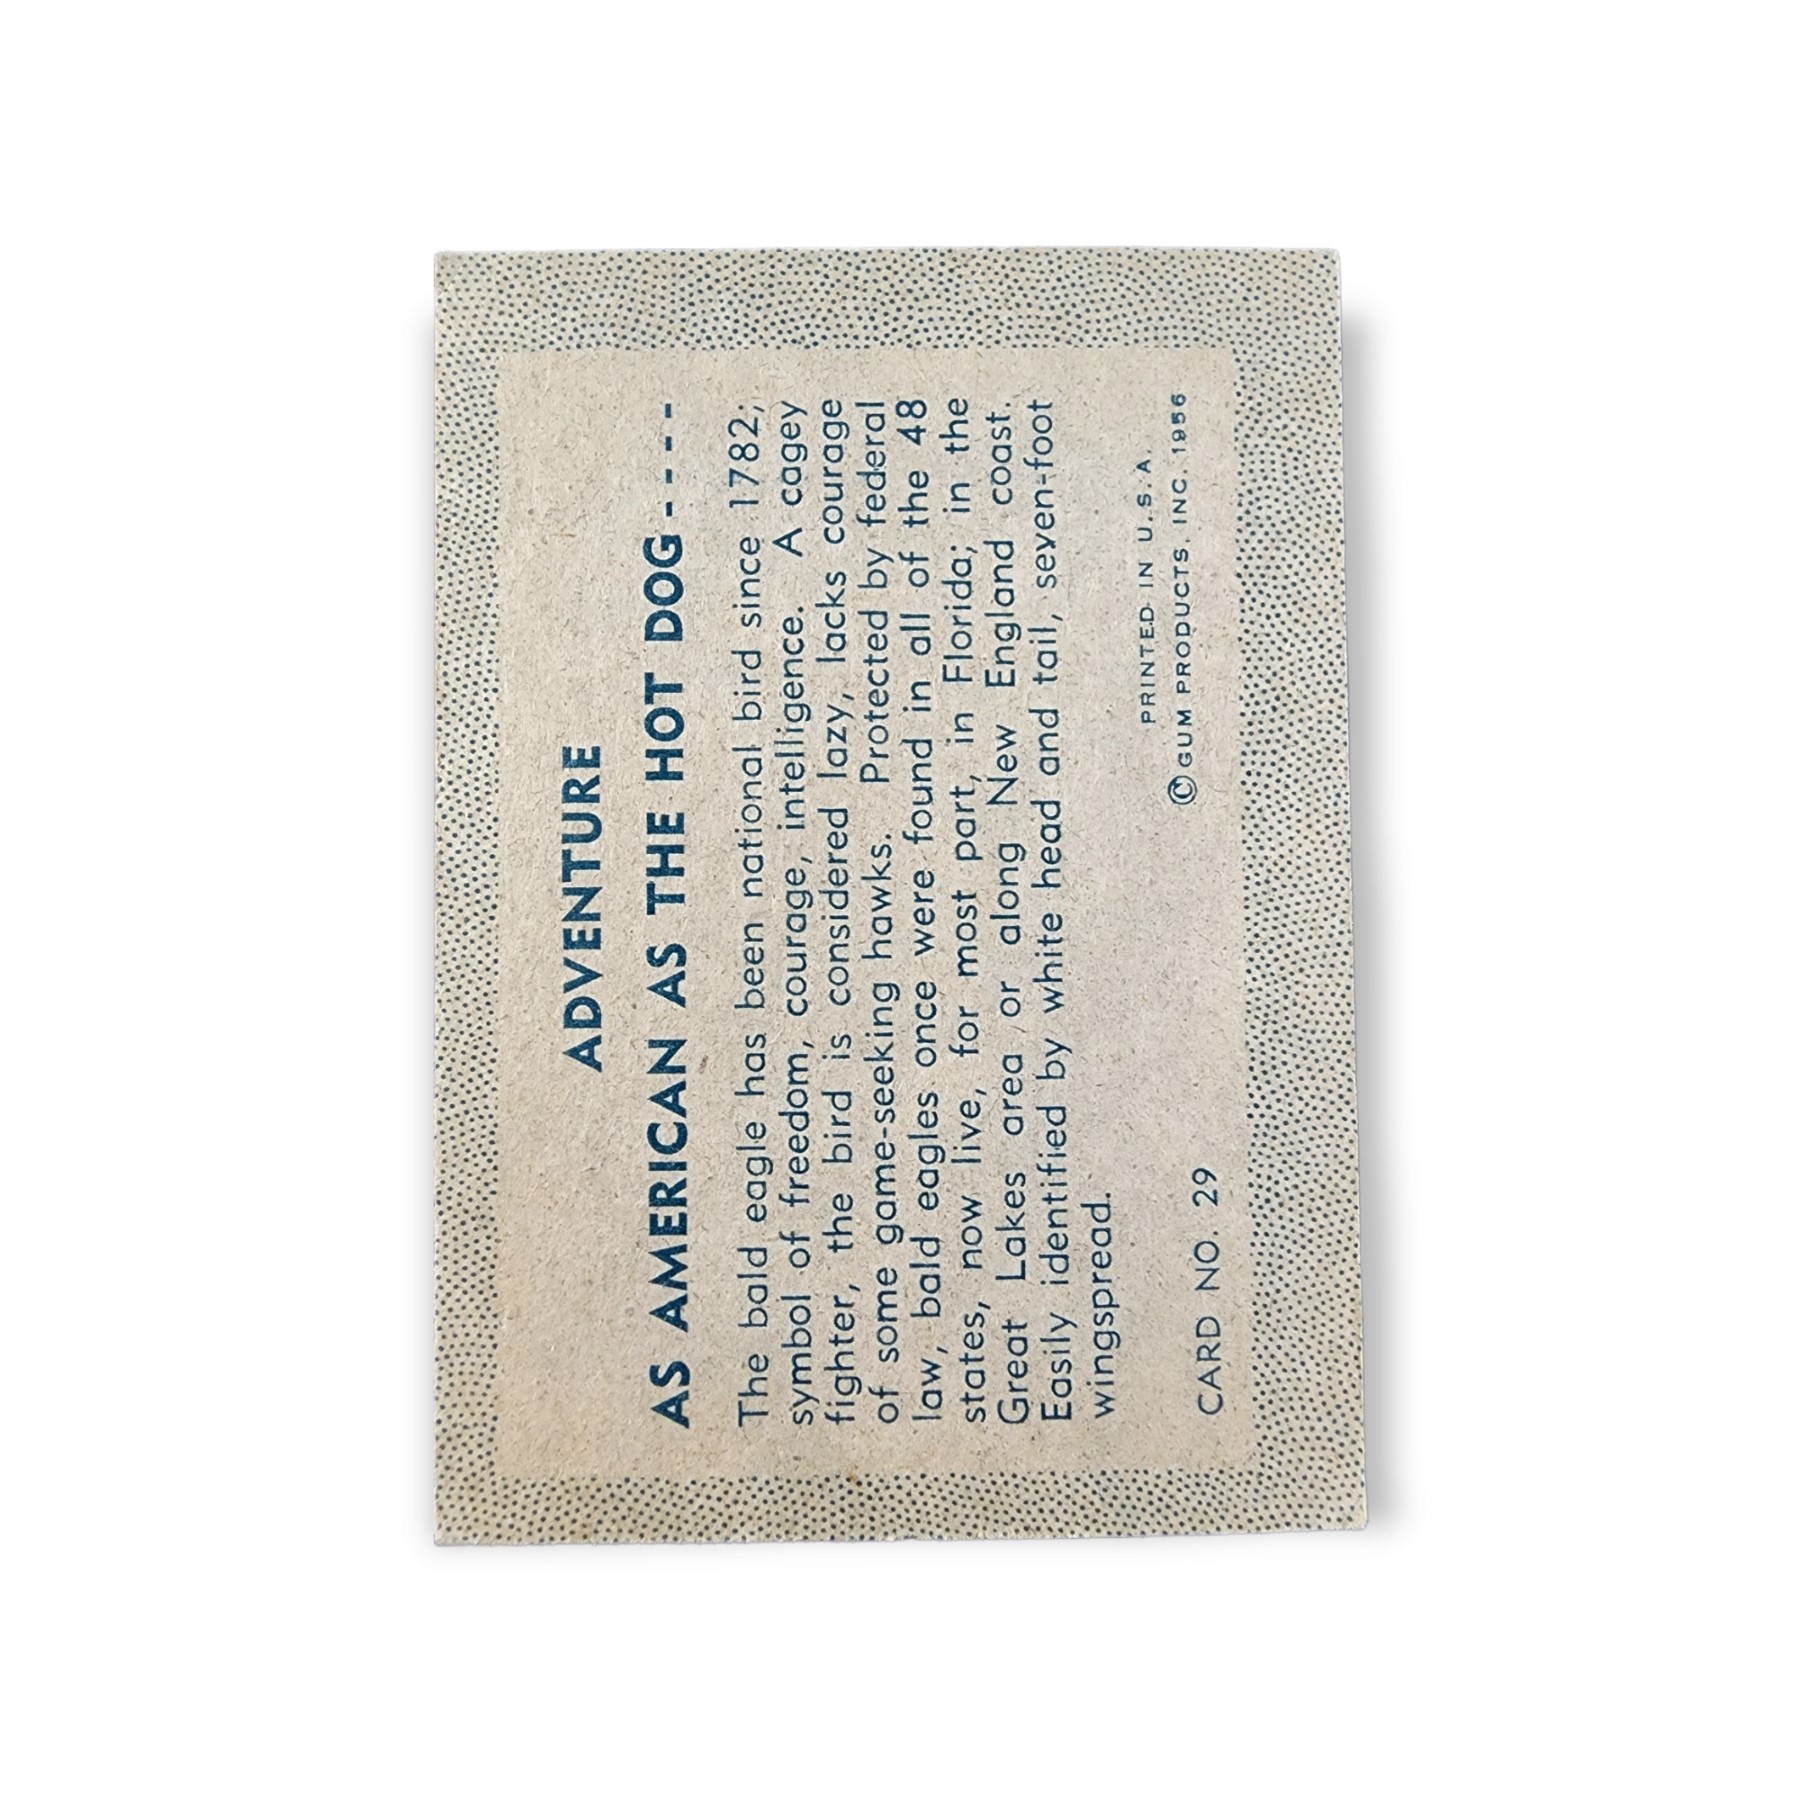 ADVENTURE
AS AMERICAN AS THE HOT DOG - - - -
The bald eagle has been national bird since 1782;
symbol of freedom, courage, intelligence. A cagey
fighter, the bird is considered lazy, lacks courage
of some game-seeking hawks. Protected by federal
law, bald eagles once were found in all of the 48
states, now live, for most part, in Florida; in the
Great Lakes area or along New England coast.
Easily identified by white head and tail, seven-foot
wingspread.
PRINTED IN U.S.A.
© GUM PRODUCTS, INC. 1956
CARD NO. 29